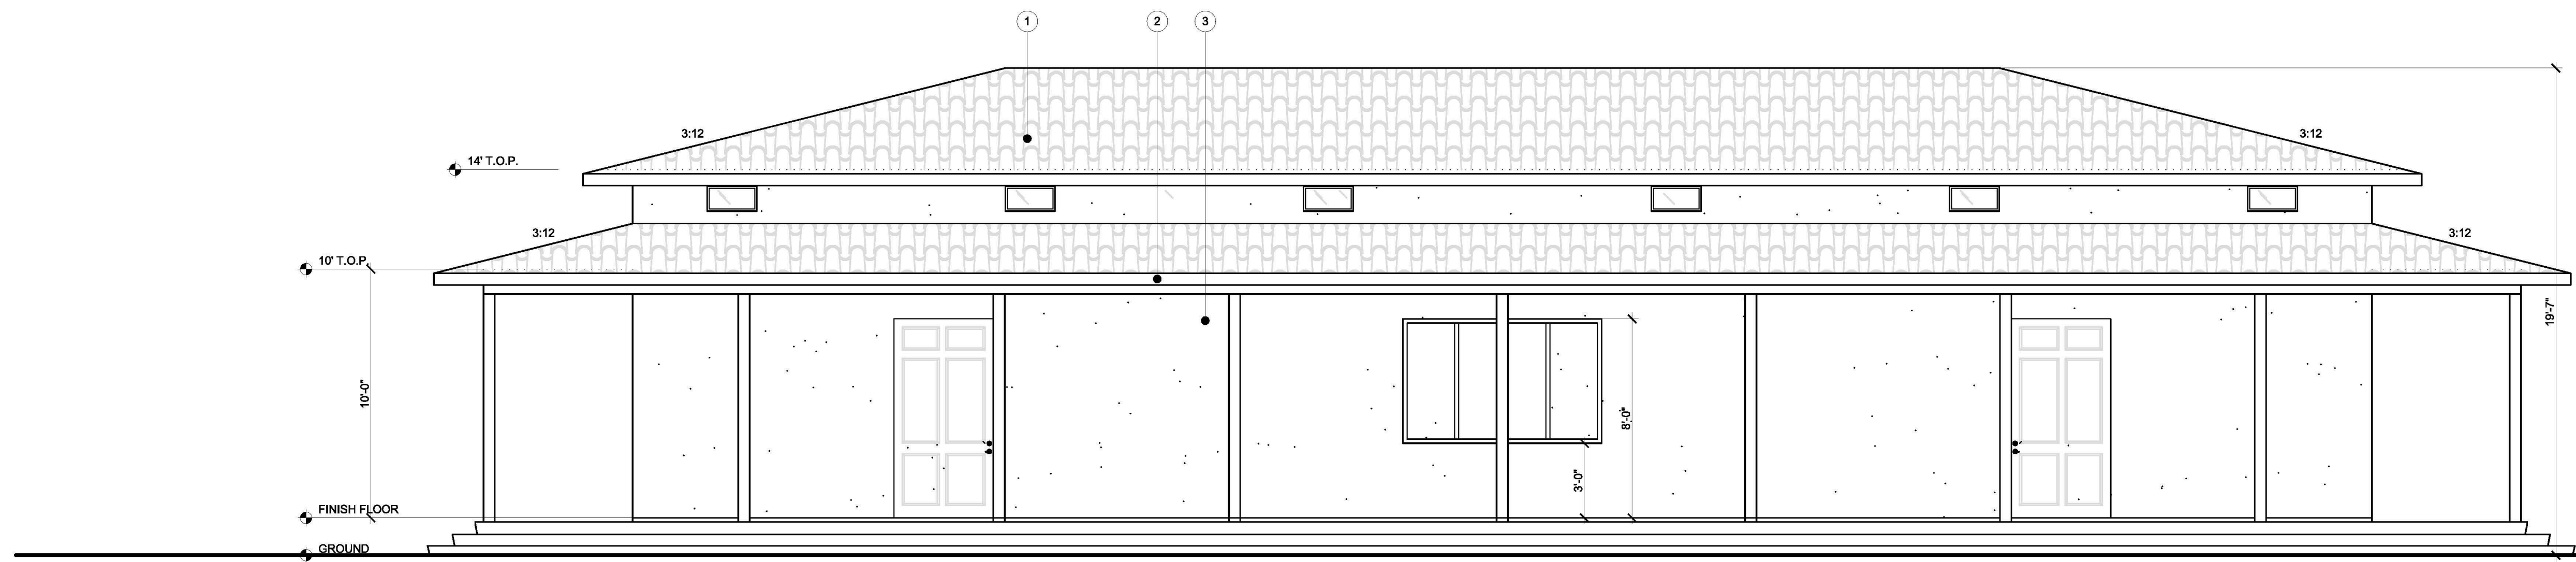 1
2
3
3:12
3:12
14' T.O.P.
3:12
3:12
10' T.O.P.
19'-7"
10'-0"
8'-0"
3'-0"
FINISH FLOOR
GROUND